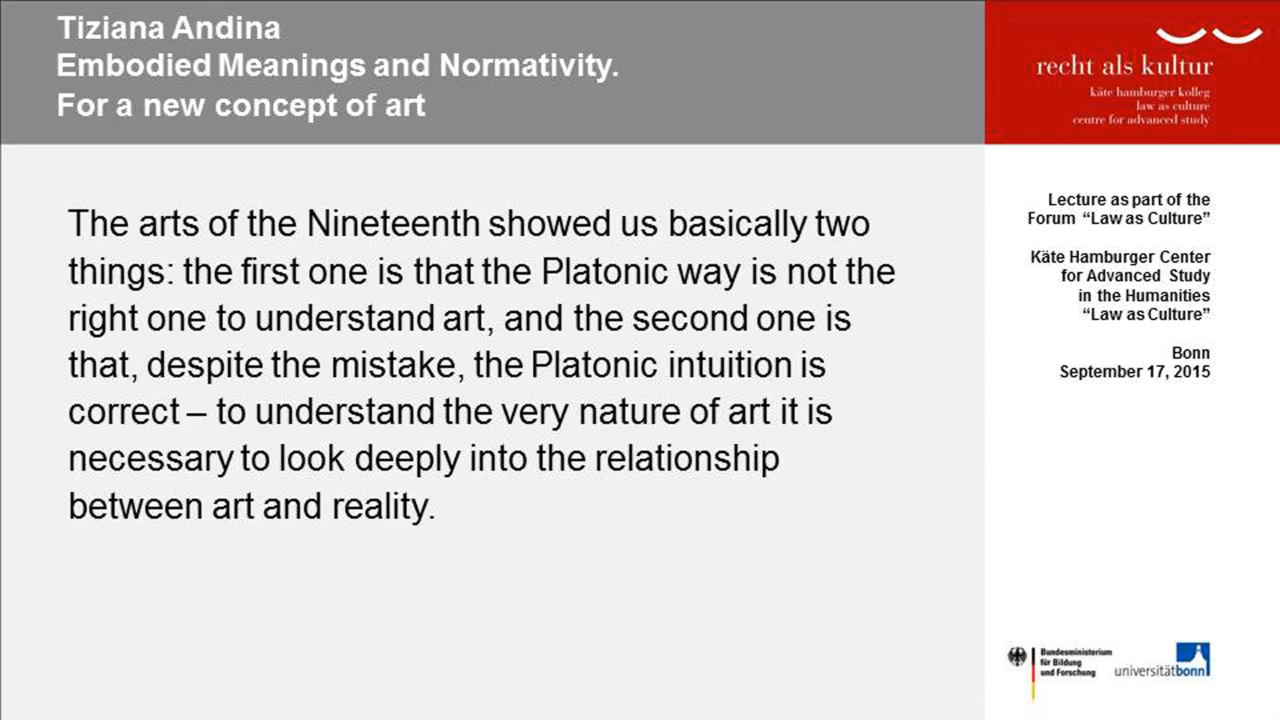 Tiziana Andina
Embodied Meanings and Normativity.
For a new concept of art
recht als kultur
käte hamburger kolleg
law as culture
centre for advanced study
The arts of the Nineteenth showed us basically two
things: the first one is that the Platonic way is not the
right one to understand art, and the second one is
that, despite the mistake, the Platonic intuition is
correct – to understand the very nature of art it is
necessary to look deeply into the relationship
between art and reality.
Lecture as part of the
Forum “Law as Culture”
Käte Hamburger Center
for Advanced Study
in the Humanities
“Law as Culture”
Bonn
September 17, 2015
Bundesministerium
für Bildung
und Forschung
universitätbonn